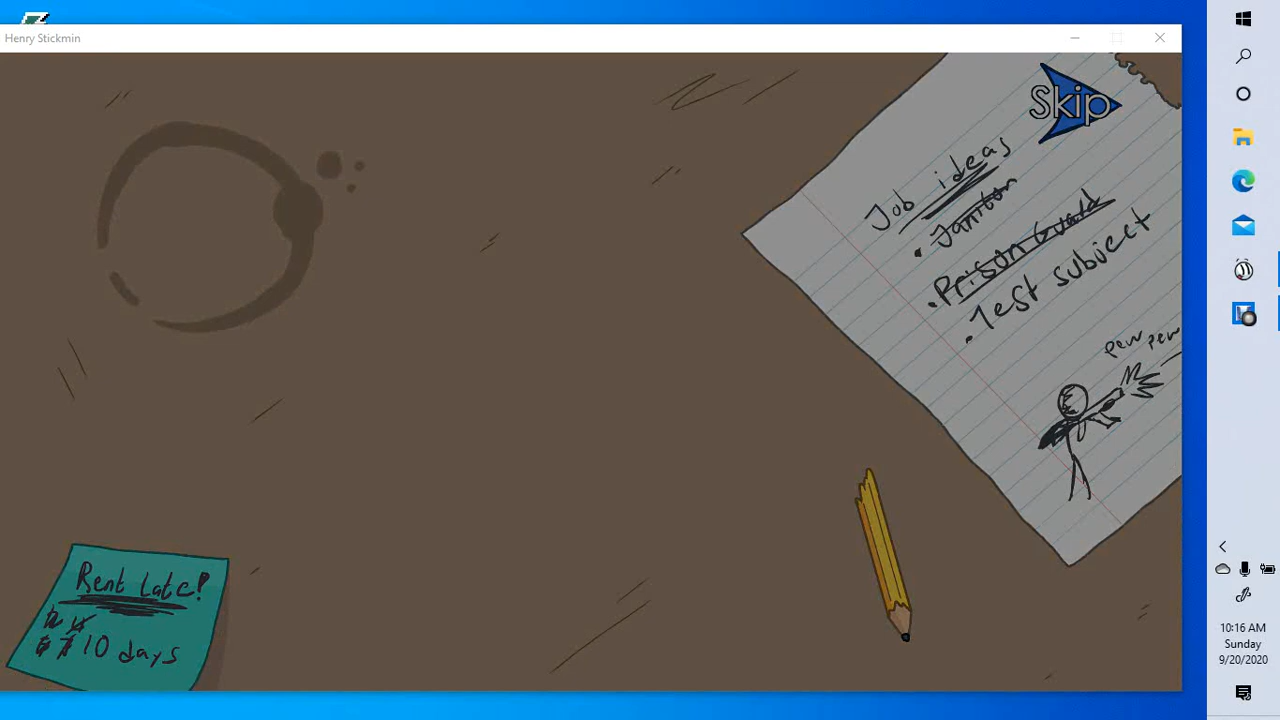 Henry Stickmin
Skip
Job ideas
• Janitor
• Prison Guard
• Test subject
pew pew
Rent late!
10 days
10:16 AM
Sunday
9/20/2020